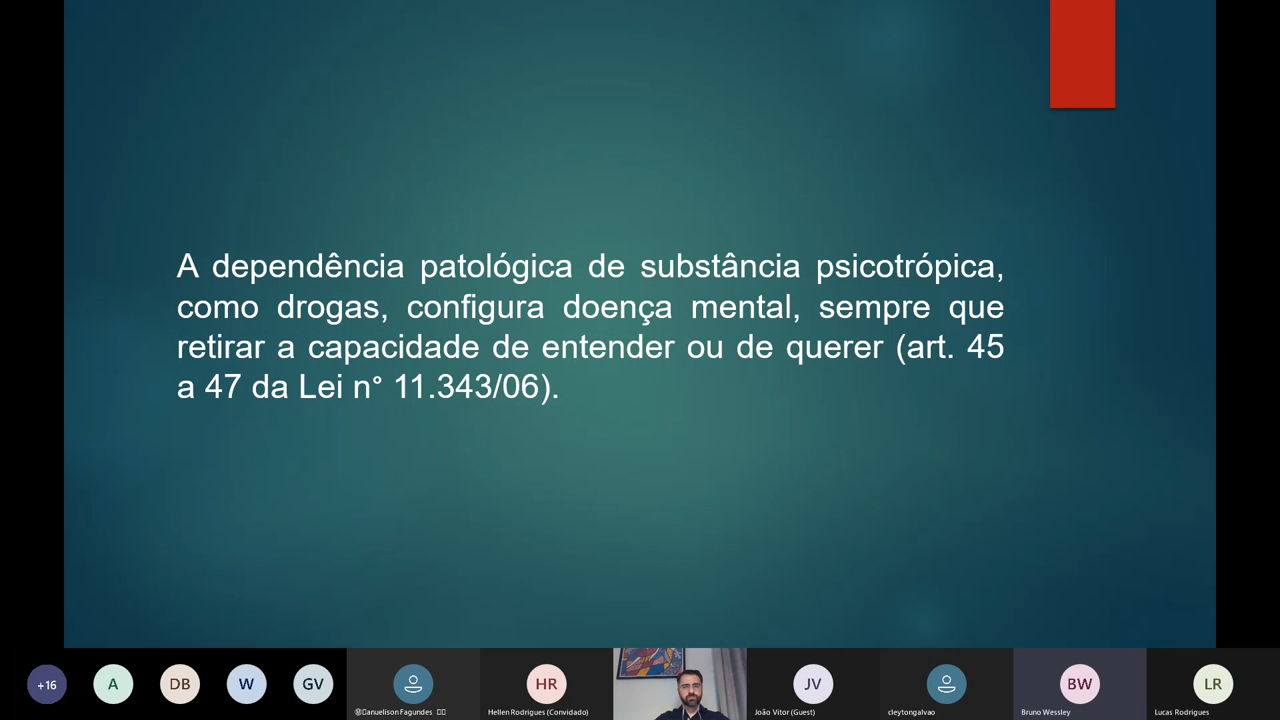 A dependência patológica de substância psicotrópica,
como drogas, configura doença mental, sempre que
retirar a capacidade de entender ou de querer (art. 45
a 47 da Lei n° 11.343/06).
+16
A
DB
W
GV
anuelison Fagundes
HR
Hellen Rodrigues (Convidado)
JV
João Vitor (Guest)
cleytongalvao
BW
Bruno Wessley
LR
Lucas Rodrigues